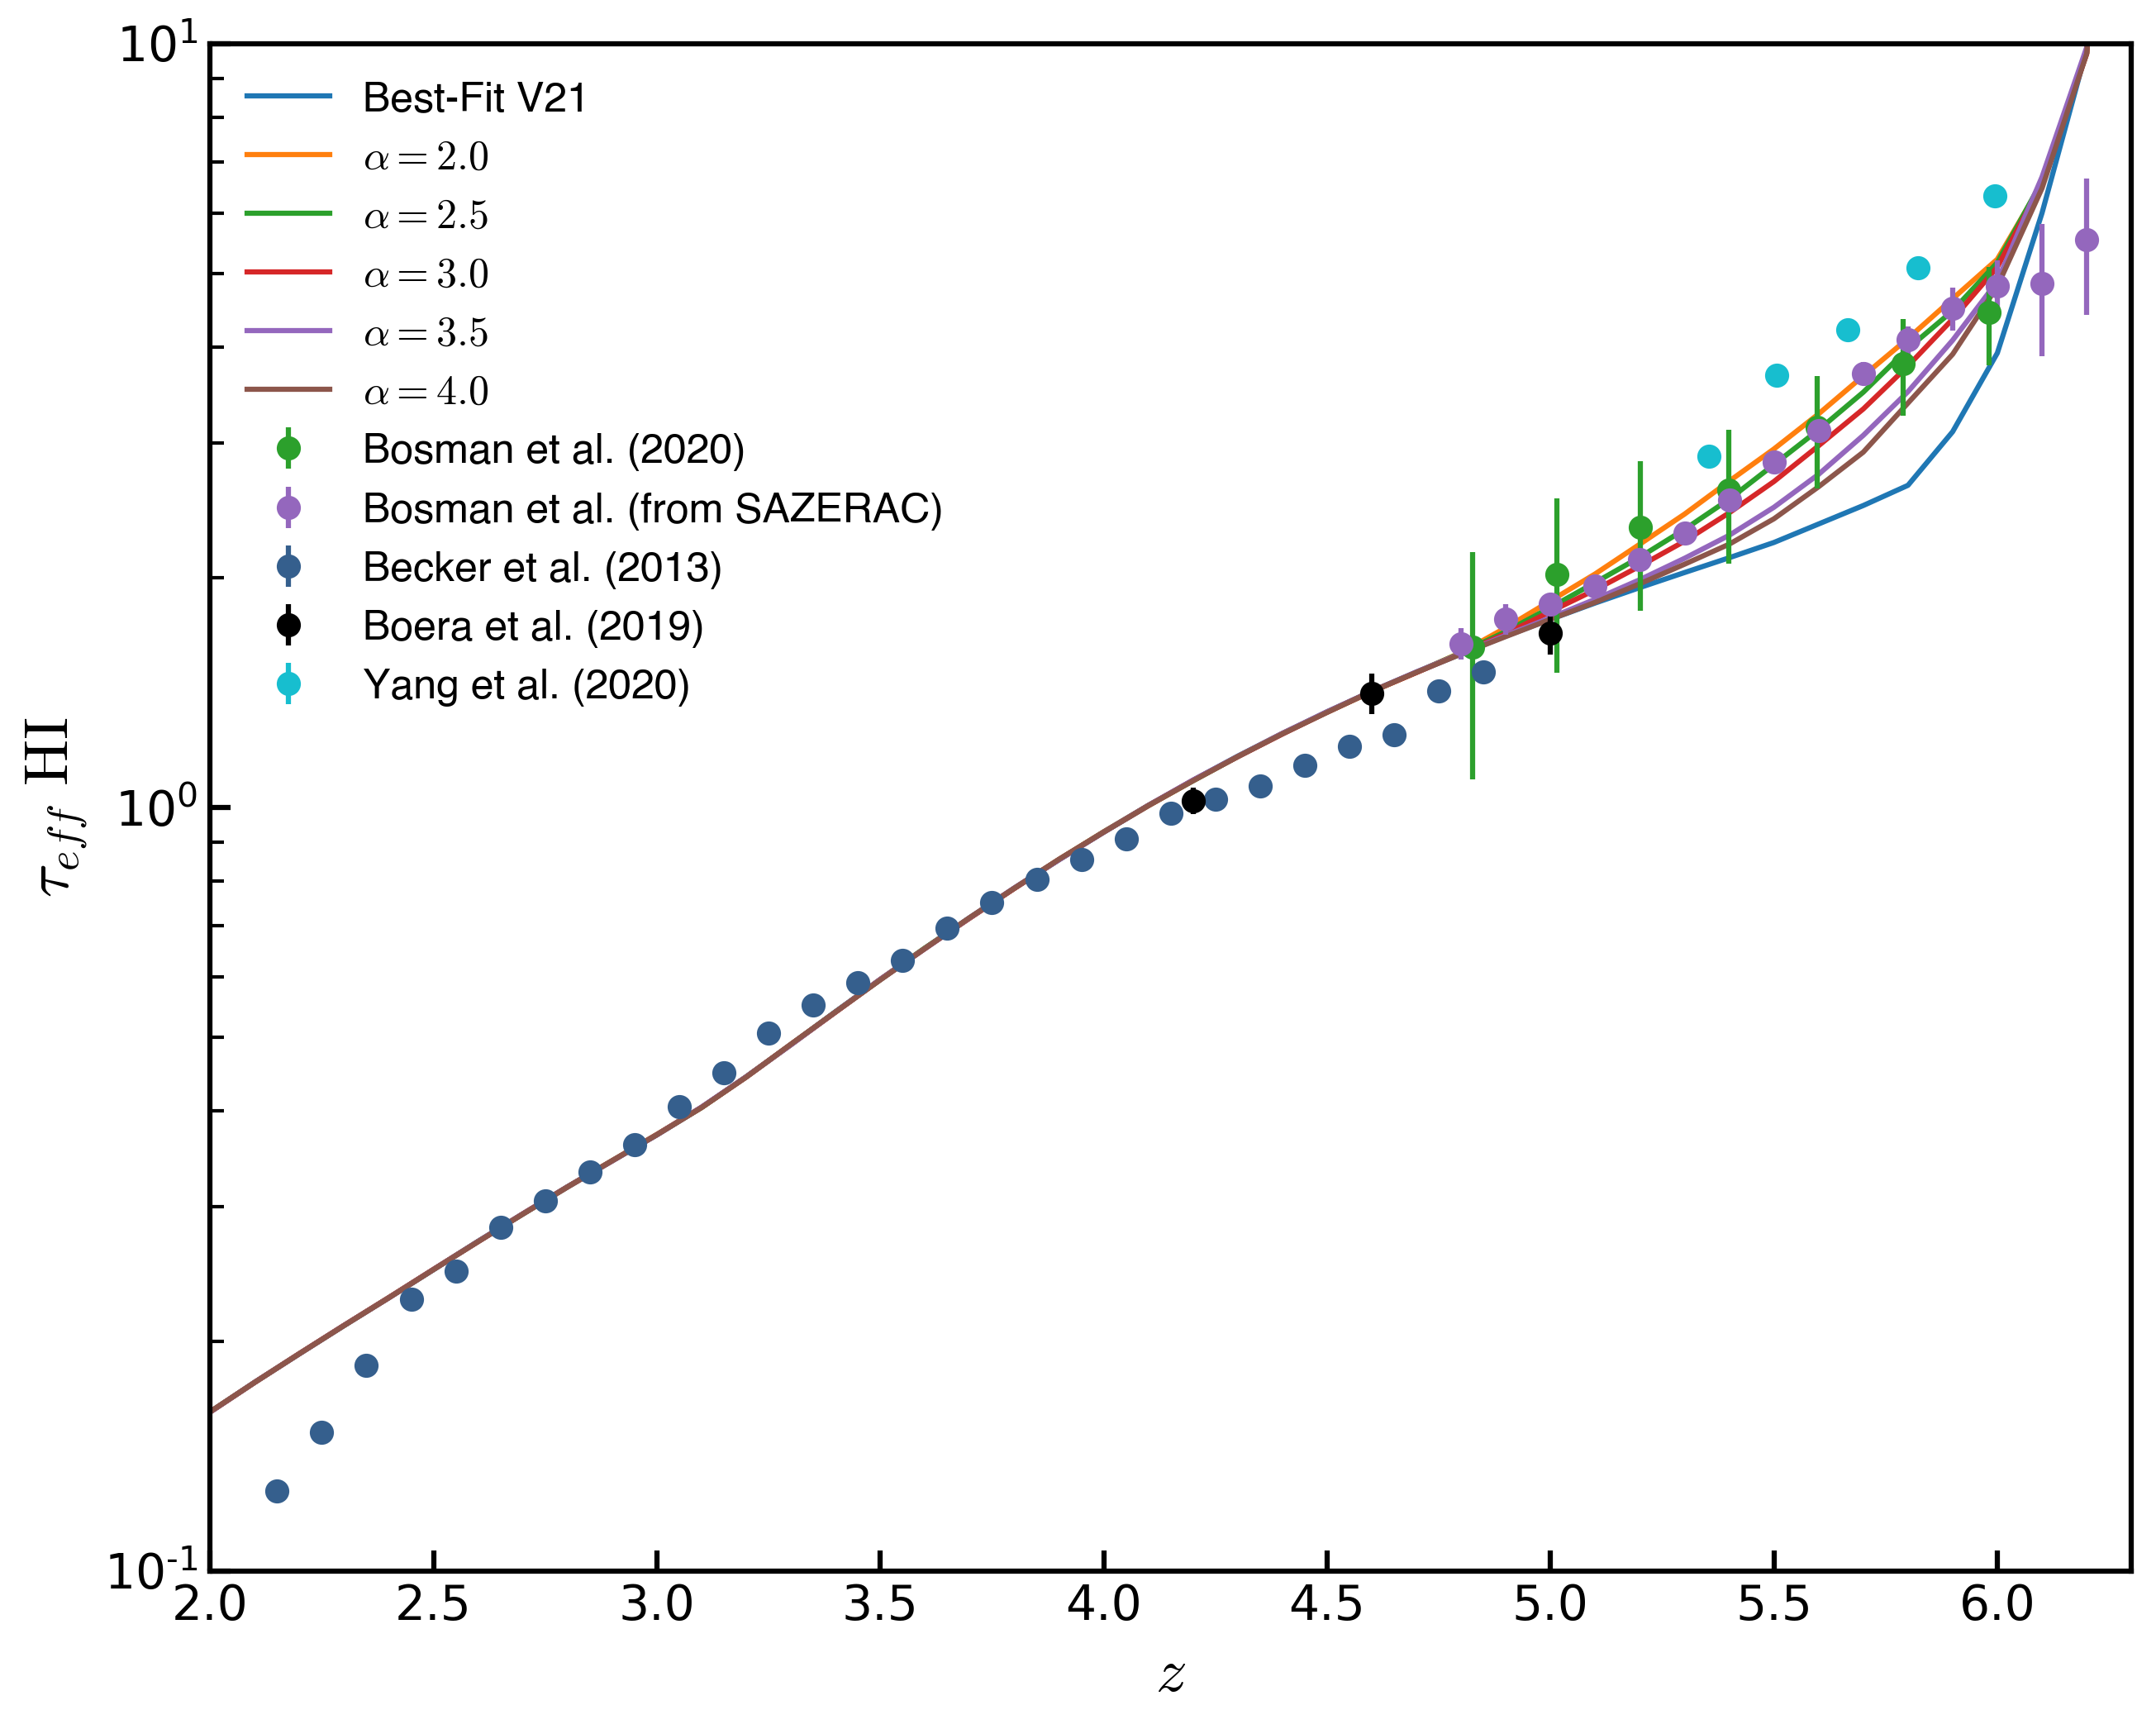 10¹
Best-Fit V21
α = 2.0
α = 2.5
α = 3.0
α = 3.5
α = 4.0
Bosman et al. (2020)
Bosman et al. (from SAZERAC)
Becker et al. (2013)
Boera et al. (2019)
Yang et al. (2020)
τ_eff HI
10⁰
10⁻¹
2.0 2.5 3.0 3.5 4.0 4.5 5.0 5.5 6.0
z